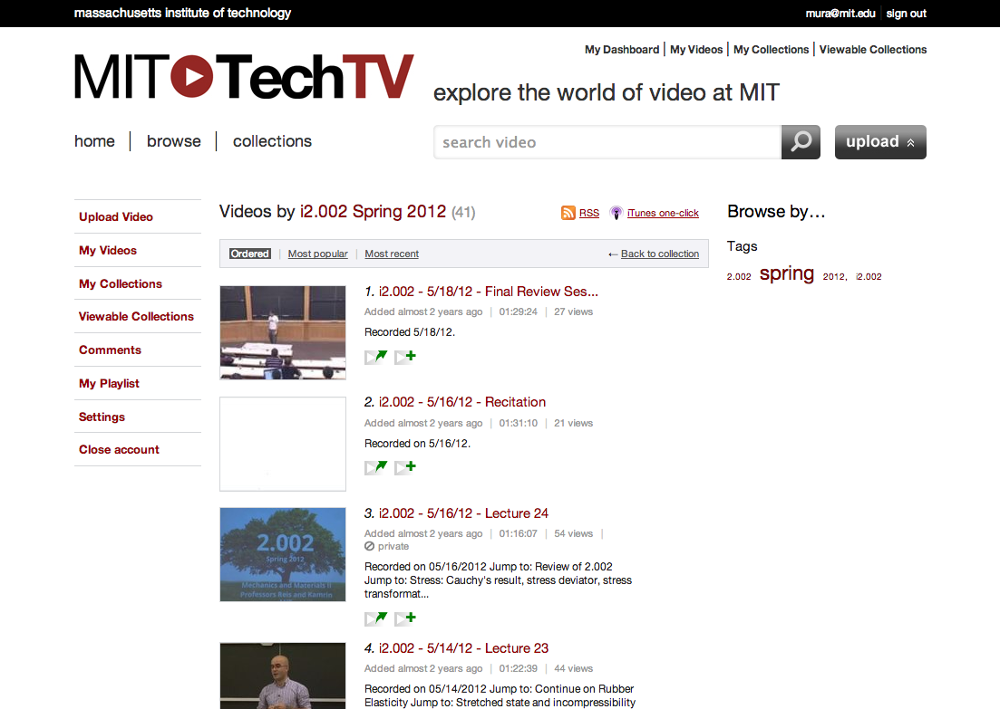 massachusetts institute of technology
mura@mit.edu | sign out
My Dashboard | My Videos | My Collections | Viewable Collections
MIT TechTV
explore the world of video at MIT
home | browse | collections
search video
upload
Upload Video
My Videos
My Collections
Viewable Collections
Comments
My Playlist
Settings
Close account
Videos by i2.002 Spring 2012 (41)
RSS
iTunes one-click
Ordered | Most popular | Most recent
← Back to collection
1. i2.002 - 5/18/12 - Final Review Ses...
Added almost 2 years ago | 01:29:24 | 27 views
Recorded 5/18/12.
2. i2.002 - 5/16/12 - Recitation
Added almost 2 years ago | 01:31:10 | 21 views
Recorded on 5/16/12.
2.002
Spring 2012
Mechanics and Materials II
Professors Reis and Kamrin
3. i2.002 - 5/16/12 - Lecture 24
Added almost 2 years ago | 01:16:07 | 54 views |
private
Recorded on 05/16/2012 Jump to: Review of 2.002
Jump to: Stress: Cauchy's result, stress deviator, stress
transformat...
4. i2.002 - 5/14/12 - Lecture 23
Added almost 2 years ago | 01:22:39 | 44 views
Recorded on 05/14/2012 Jump to: Continue on Rubber
Elasticity Jump to: Stretched state and incompressibility
Browse by…
Tags
2.002 spring 2012, i2.002